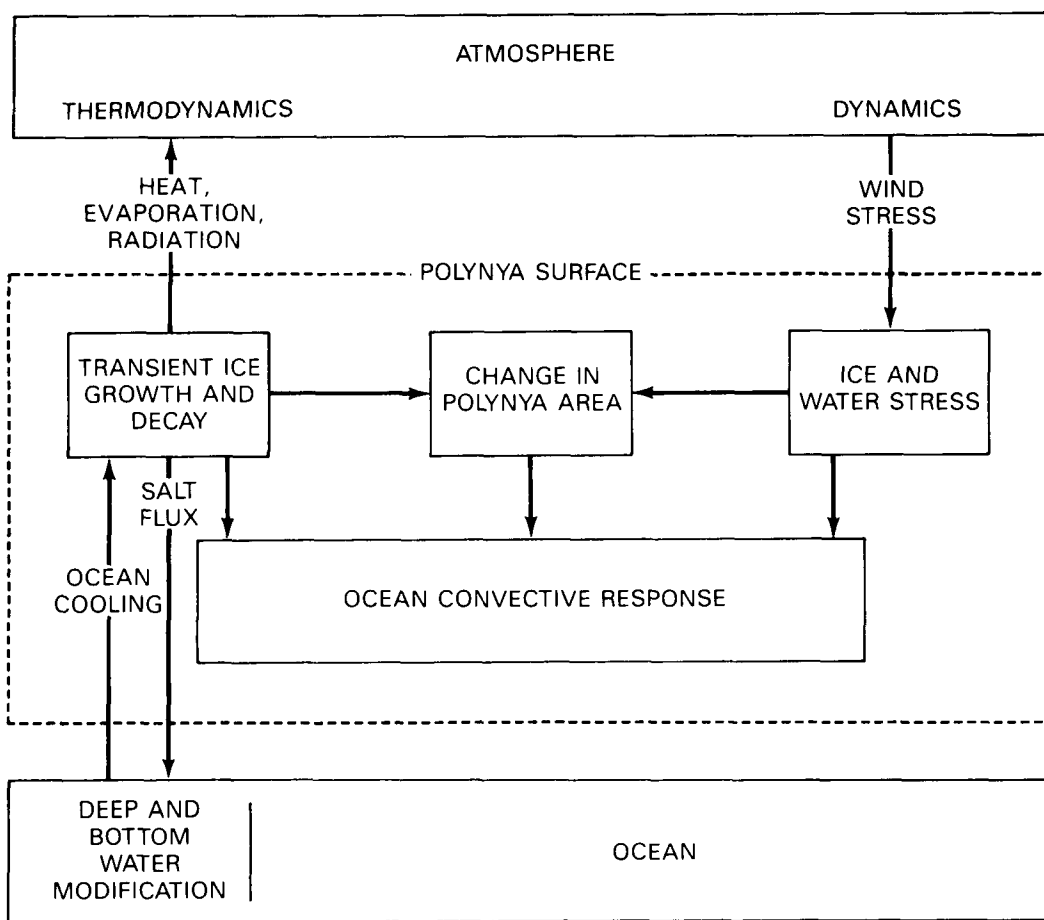 ATMOSPHERE
THERMODYNAMICS
DYNAMICS
HEAT,
EVAPORATION,
RADIATION
WIND
STRESS
POLYNYA SURFACE
TRANSIENT ICE
GROWTH AND
DECAY
CHANGE IN
POLYNYA AREA
ICE AND
WATER STRESS
SALT
FLUX
OCEAN
COOLING
OCEAN CONVECTIVE RESPONSE
DEEP AND
BOTTOM
WATER
MODIFICATION
OCEAN